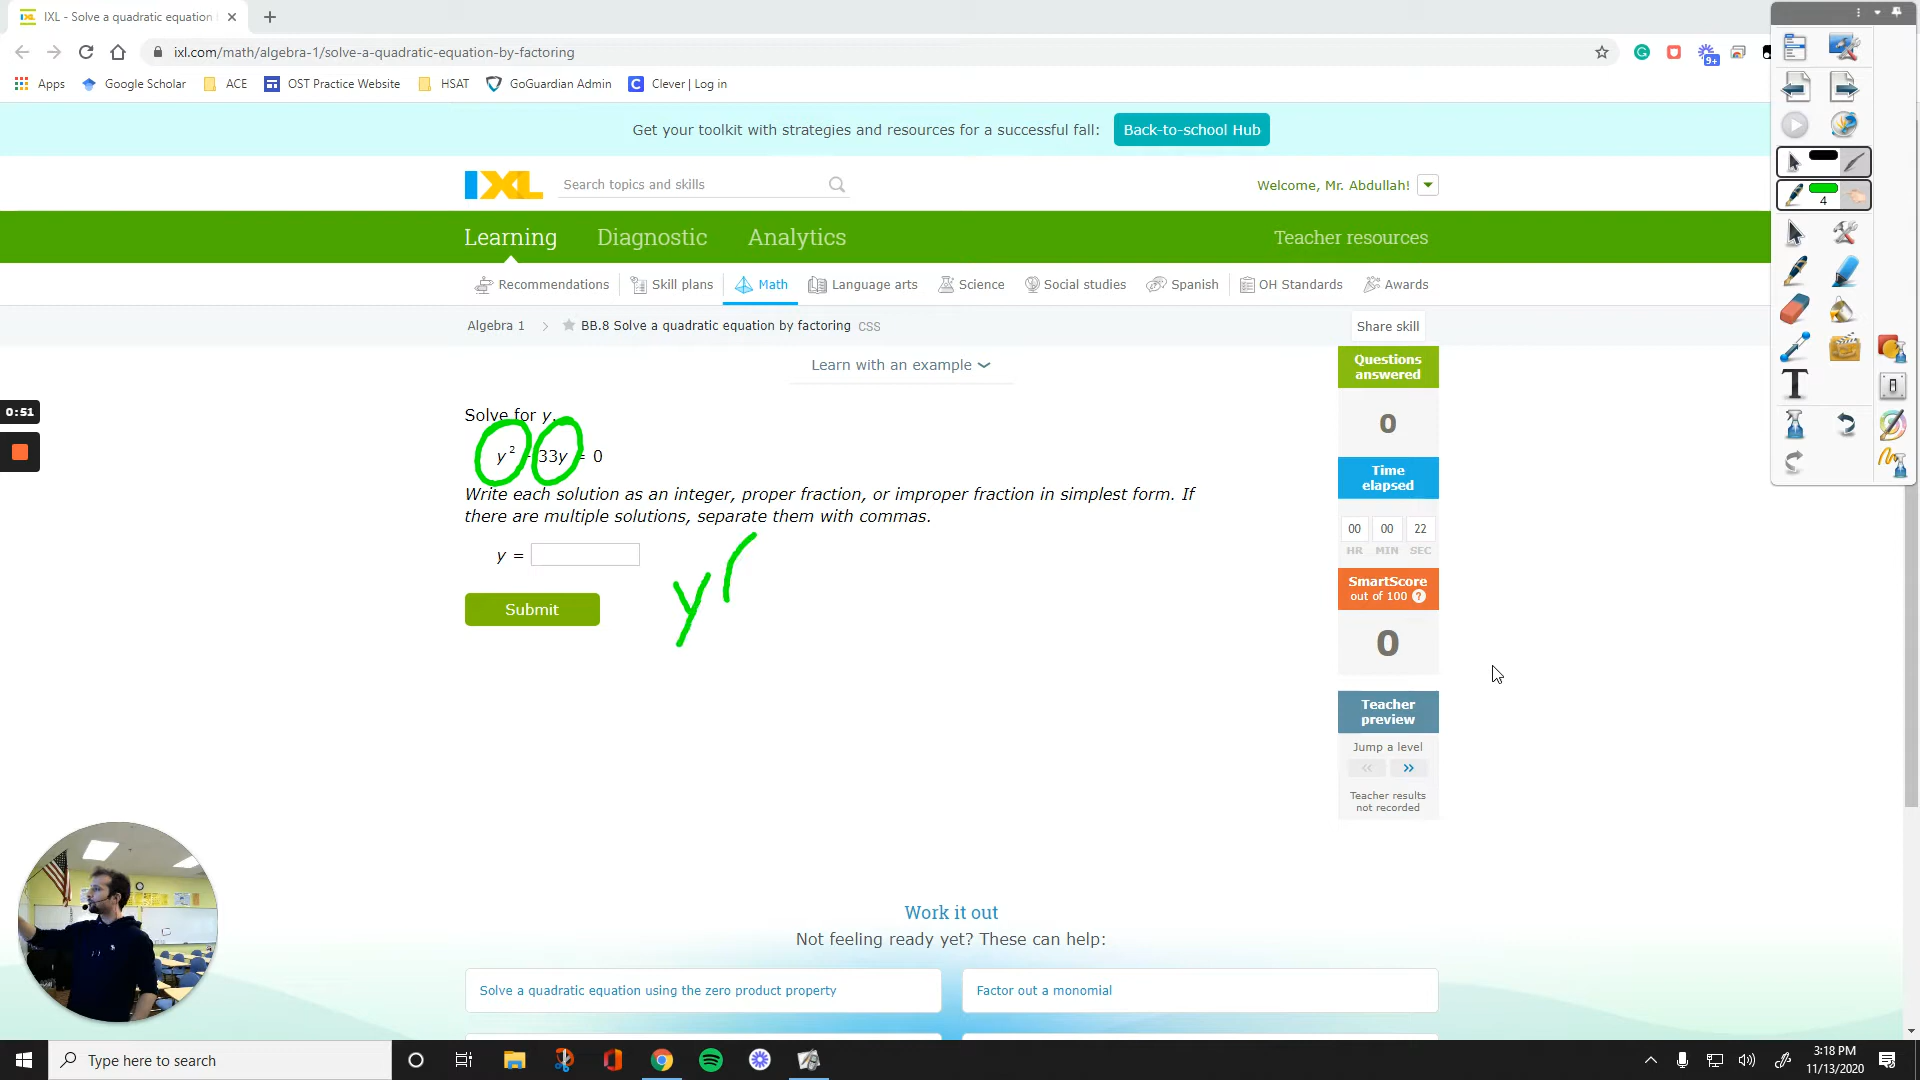 IXL - Solve a quadratic equation
ixl.com/math/algebra-1/solve-a-quadratic-equation-by-factoring
9+
Apps Google Scholar ACE OST Practice Website HSAT GoGuardian Admin Clever | Log in
Get your toolkit with strategies and resources for a successful fall: Back-to-school Hub
IXL Search topics and skills Welcome, Mr. Abdullah!
4
Learning Diagnostic Analytics Teacher resources
Recommendations Skill plans Math Language arts Science Social studies Spanish OH Standards Awards
Algebra 1 > BB.8 Solve a quadratic equation by factoring CSS Share skill
Learn with an example
Questions answered
0
0:51
Solve for y.
y² - 33y = 0
Write each solution as an integer, proper fraction, or improper fraction in simplest form. If
there are multiple solutions, separate them with commas.
y =
y(
Submit
Time elapsed
00 00 22
HR MIN SEC
SmartScore
out of 100 ?
0
Teacher preview
Jump a level
<< >>
Teacher results
not recorded
Work it out
Not feeling ready yet? These can help:
Solve a quadratic equation using the zero product property Factor out a monomial
Type here to search
3:18 PM
11/13/2020